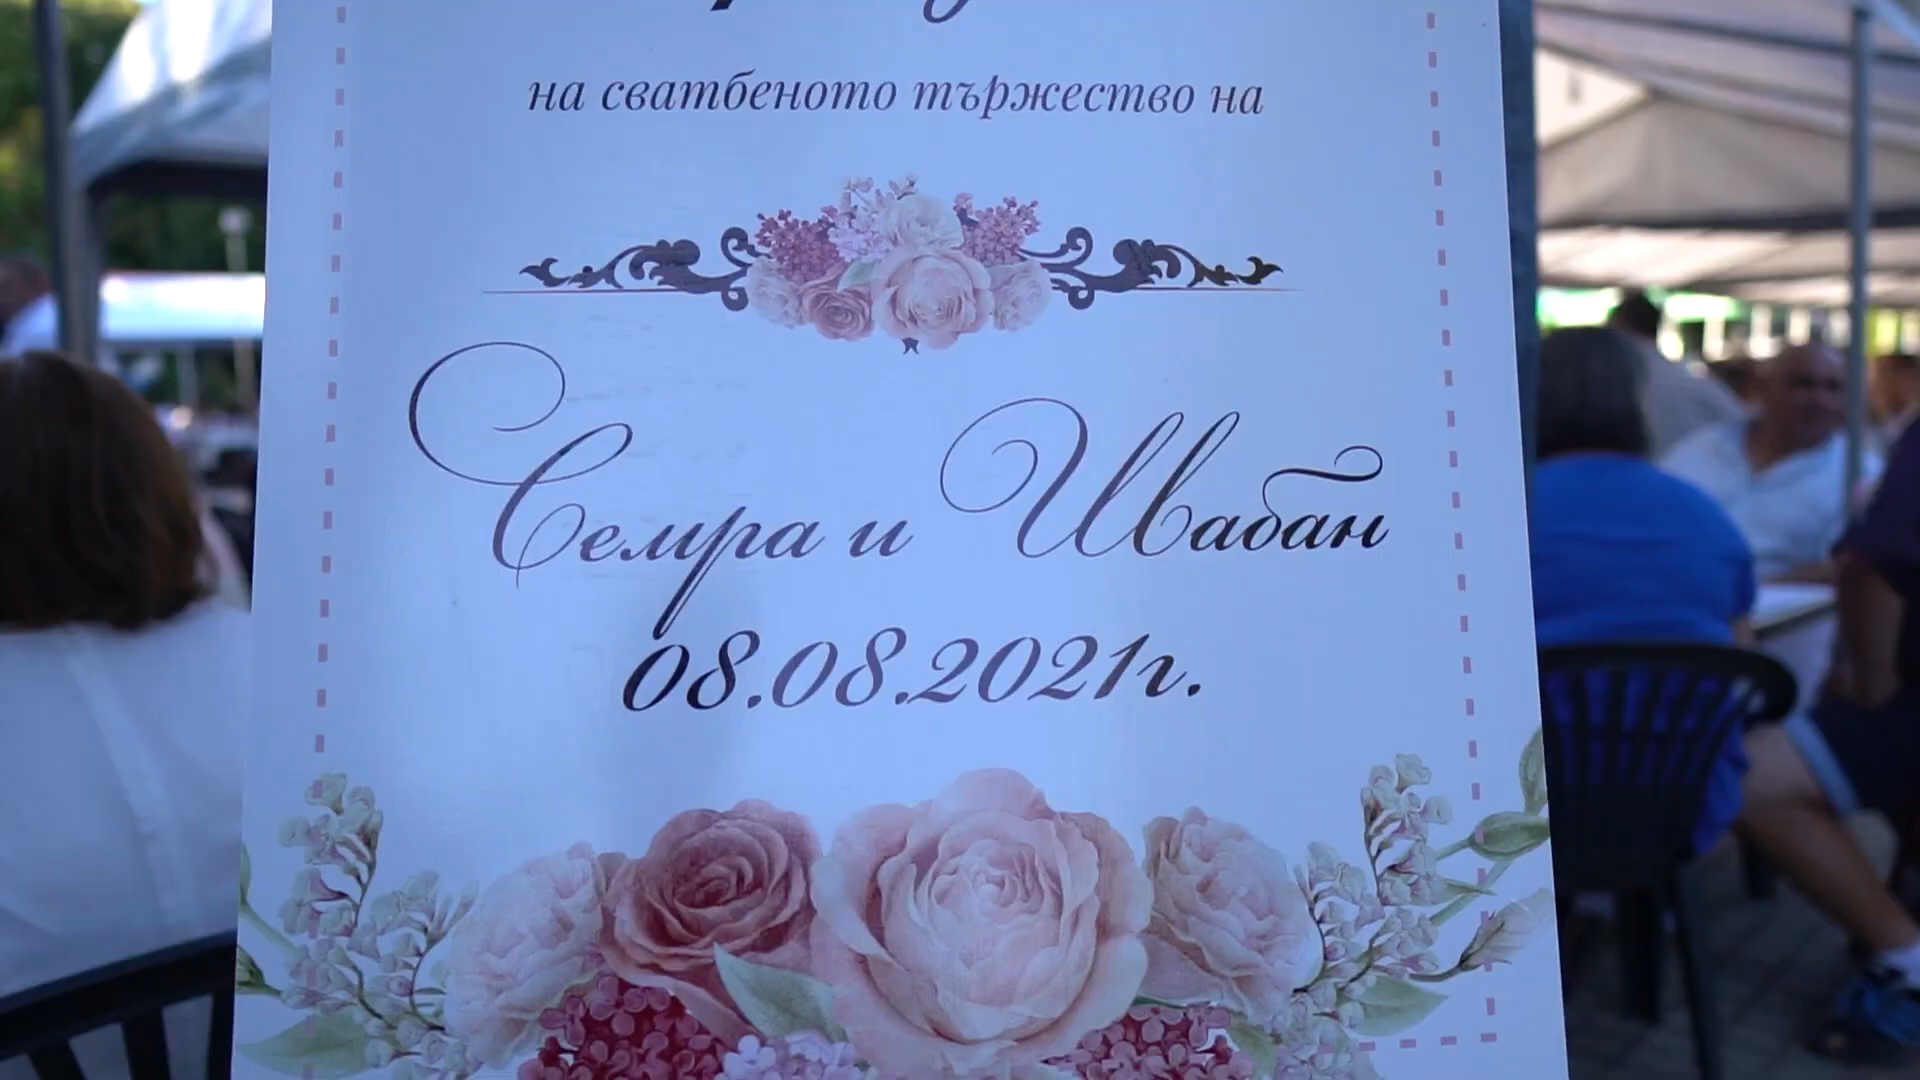 на сватбеното тържество на
Семра и Шабан
08.08.2021г.